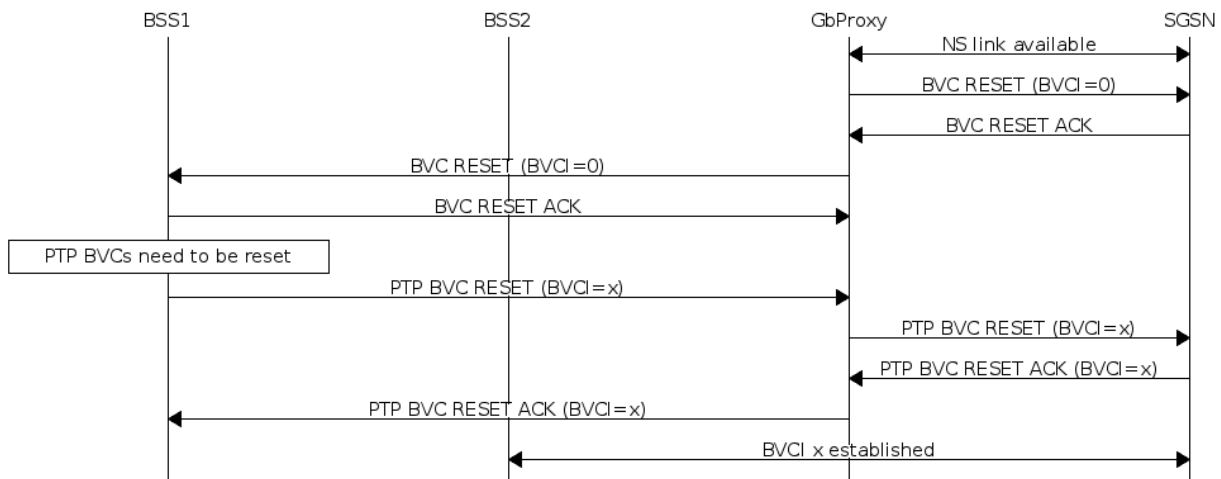 BSS1 BSS2 GbProxy SGSN
NS link available
BVC RESET (BVCI=0)
BVC RESET ACK
BVC RESET (BVCI=0)
BVC RESET ACK
PTP BVCs need to be reset
PTP BVC RESET (BVCI=x)
PTP BVC RESET (BVCI=x)
PTP BVC RESET ACK (BVCI=x)
PTP BVC RESET ACK (BVCI=x)
BVCI x established